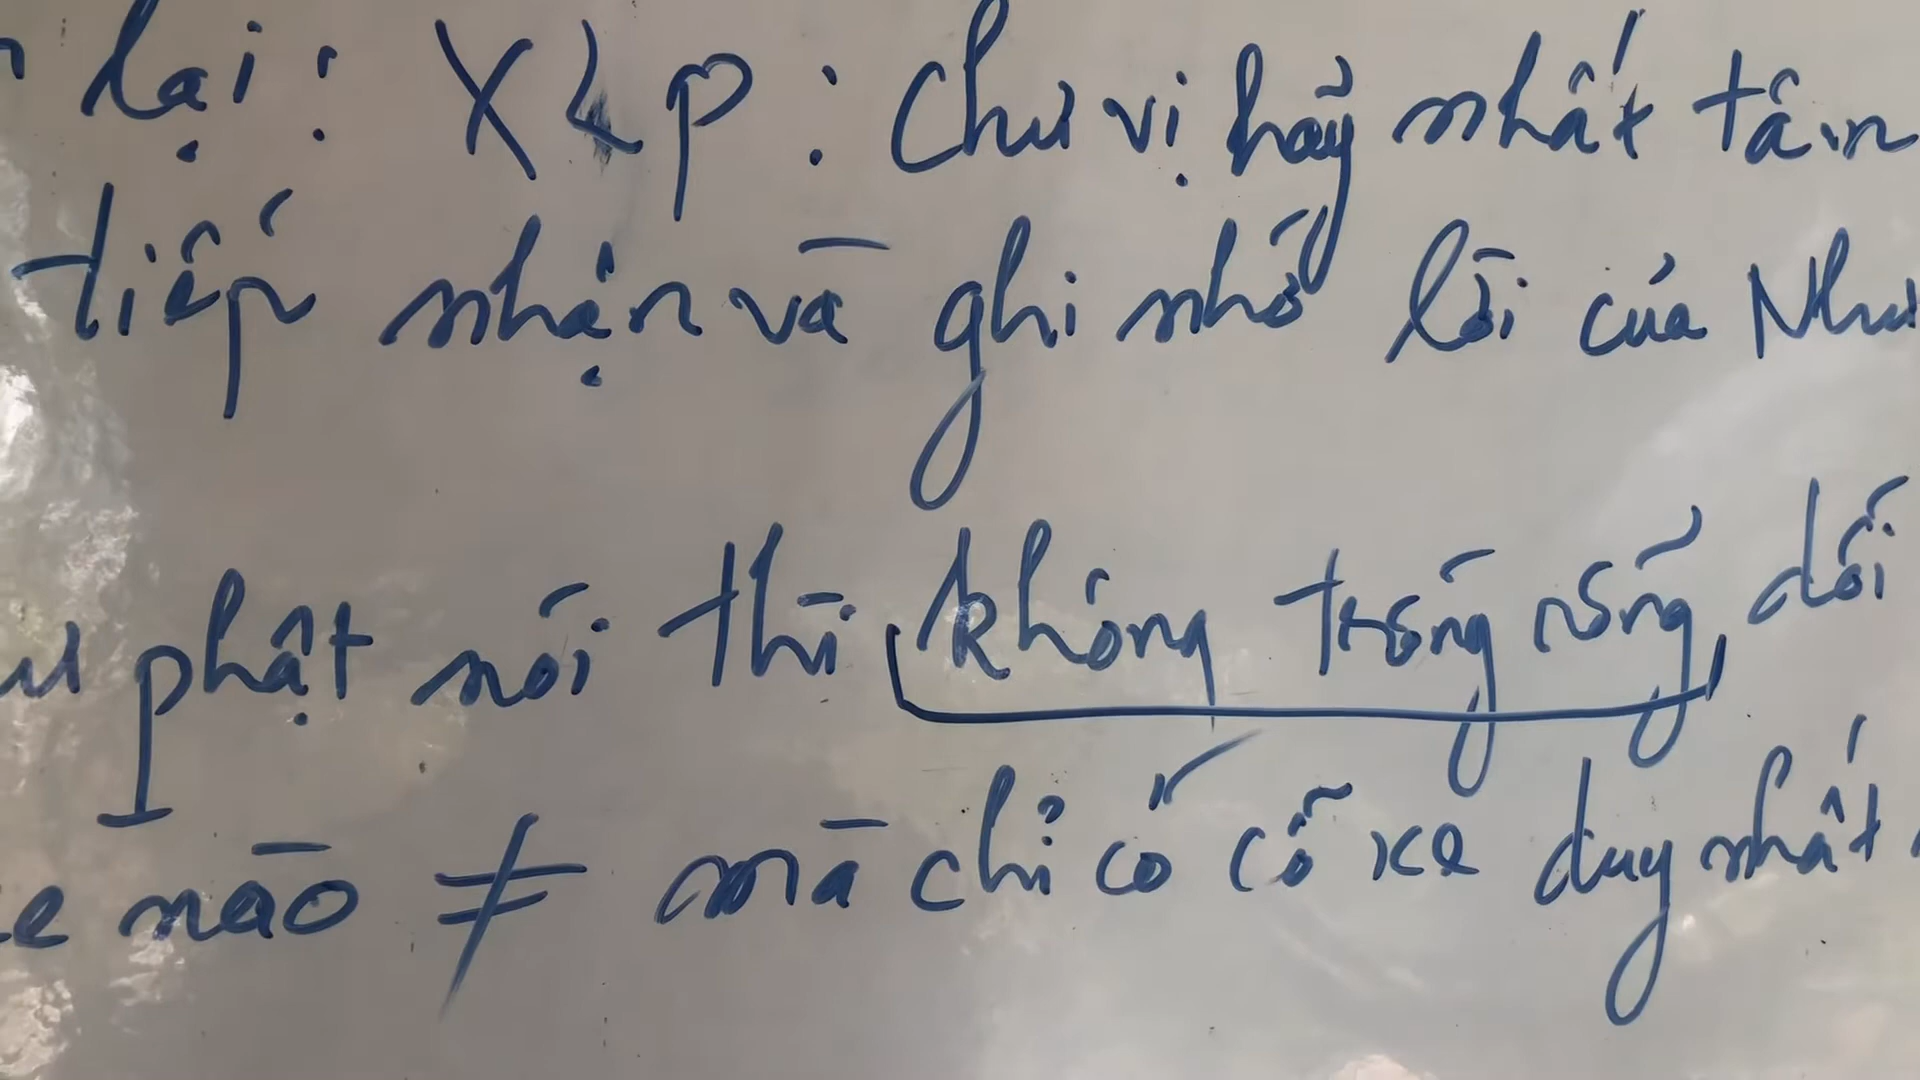 lại: X<P: Chư vị hãy nhất tâm
tiếp nhận và ghi nhớ lời của Như
phật nói thì không trống rỗng dối
nào ≠ mà chỉ có cỗ xe duy nhất